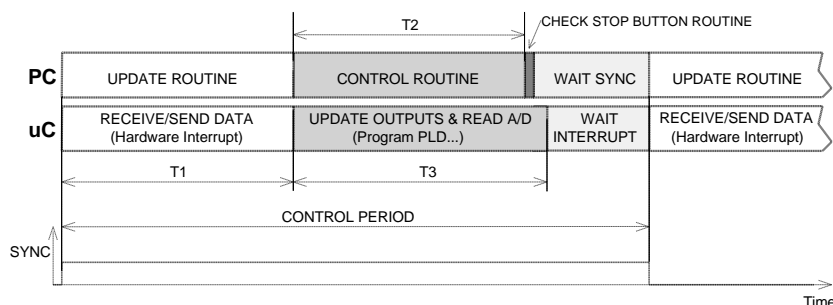 T2
CHECK STOP BUTTON ROUTINE
PC
UPDATE ROUTINE
CONTROL ROUTINE
WAIT SYNC
UPDATE ROUTINE
uC
RECEIVE/SEND DATA
(Hardware Interrupt)
UPDATE OUTPUTS & READ A/D
(Program PLD...)
WAIT
INTERRUPT
RECEIVE/SEND DATA
(Hardware Interrupt)
T1
T3
CONTROL PERIOD
SYNC
Time